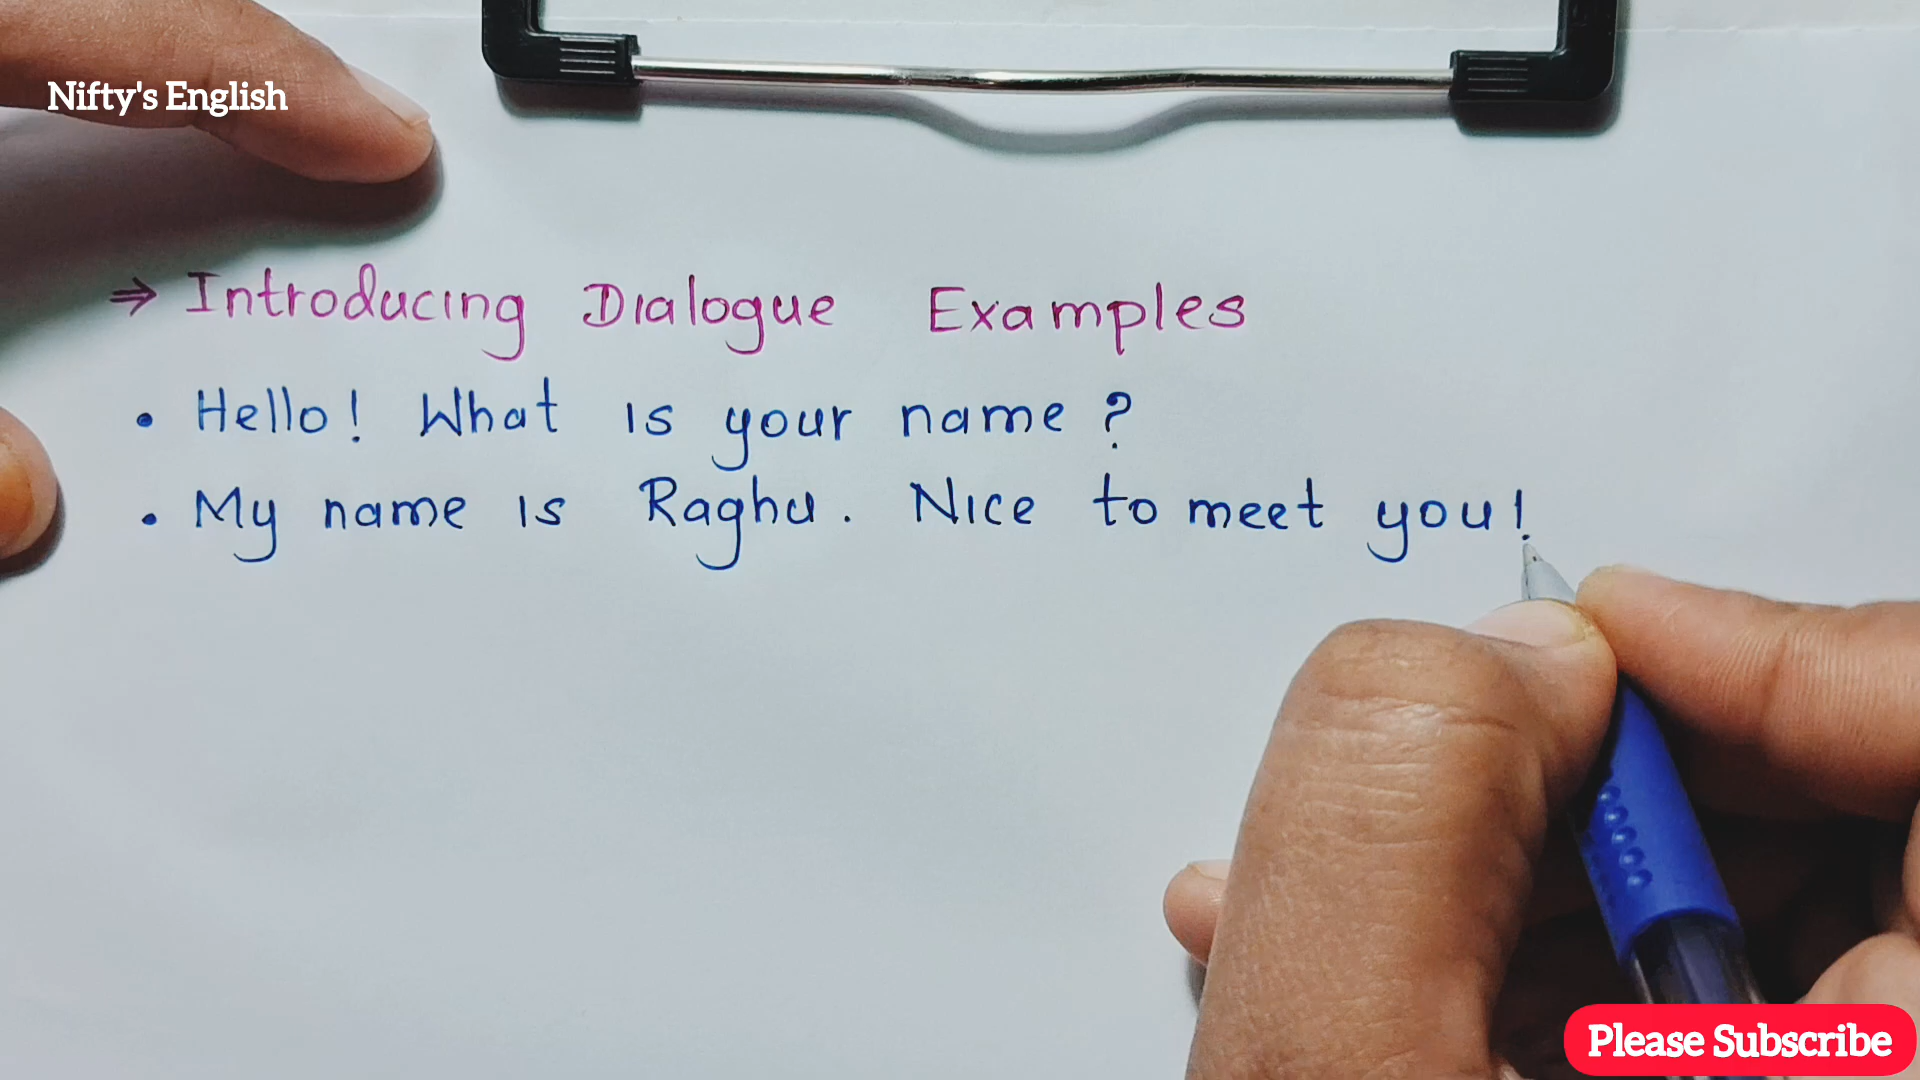 Nifty's English
⇒ Introducing Dialogue Examples
• Hello! What is your name?
• My name is Raghu. Nice to meet you!
Please Subscribe